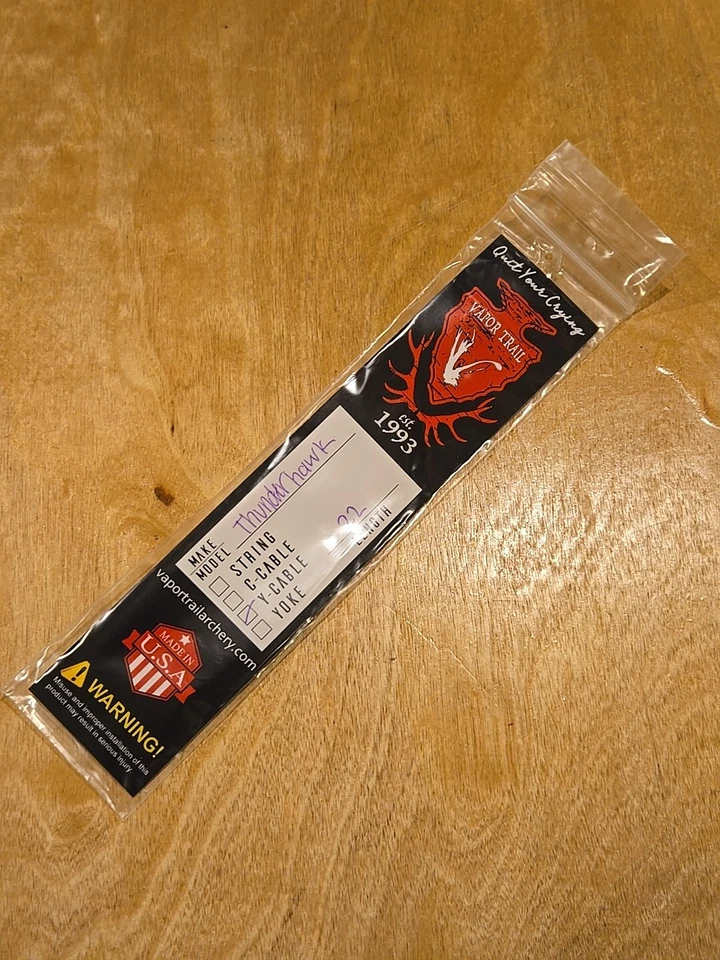 Quit Your Crying
VAPOR TRAIL
V
est.
1993
MAKE Thunderhawk
MODEL
STRING
C-CABLE
Y-CABLE
YOKE
LENGTH
vaportrailarchery.com
MADE IN
U.S.A
WARNING!
Misuse and improper installation of this
product may result in serious injury.